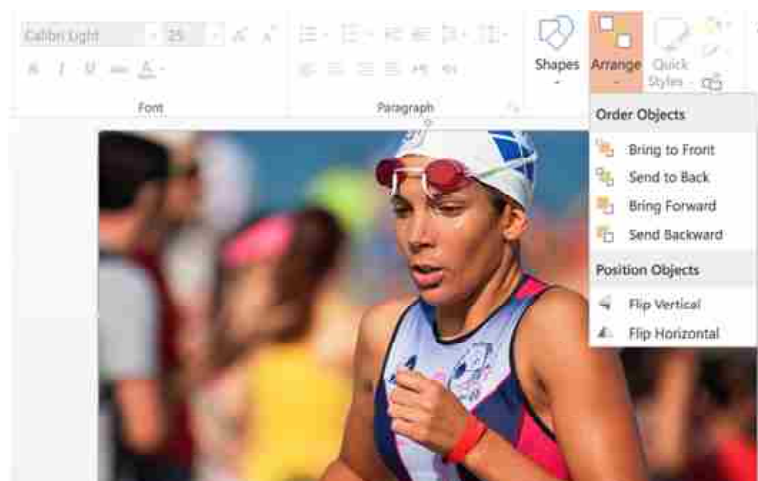 Calibri Light 25
Shapes Arrange Quick Styles
Font Paragraph
Order Objects
Bring to Front
Send to Back
Bring Forward
Send Backward
Position Objects
Flip Vertical
Flip Horizontal